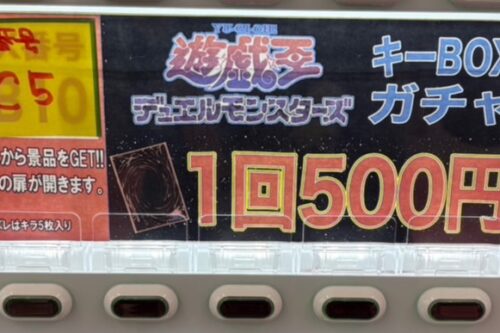 番号
C5
YU-GI-OH!
遊戯王
デュエルモンスターズ
キーBOX
ガチャ
から景品をGET!!
の扉が開きます。
ズレはキラ5枚入り
1回500円